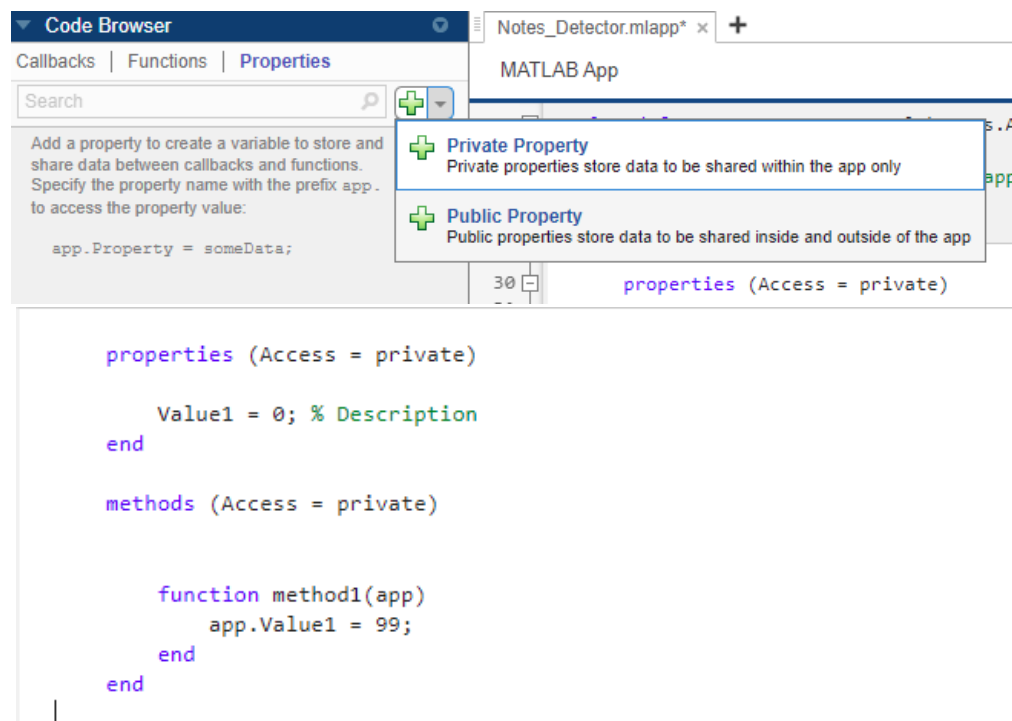 Code Browser
Callbacks | Functions | Properties
Search
Add a property to create a variable to store and
share data between callbacks and functions.
Specify the property name with the prefix app.
to access the property value:
app.Property = someData;
Notes_Detector.mlapp* × +
MATLAB App
s.A
Private Property
Private properties store data to be shared within the app only
app
Public Property
Public properties store data to be shared inside and outside of the app
30 properties (Access = private)
properties (Access = private)
Value1 = 0; % Description
end
methods (Access = private)
function method1(app)
app.Value1 = 99;
end
end